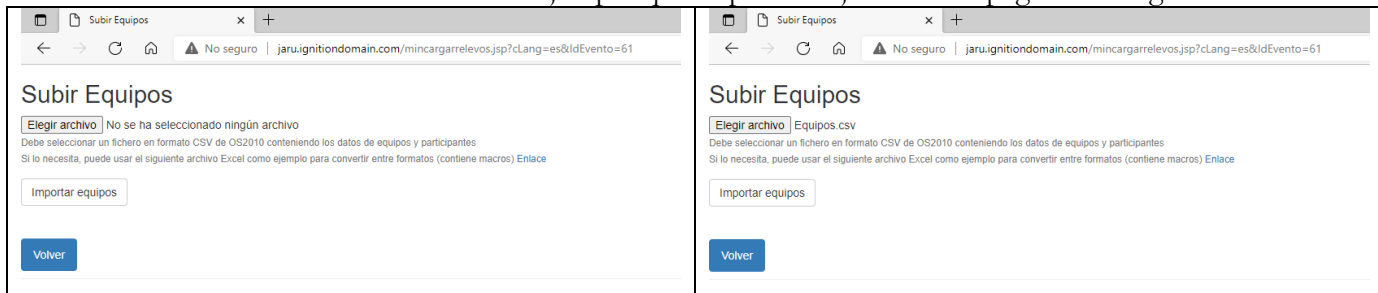 Subir Equipos
No seguro | jaru.ignitiondomain.com/mincargarrelevos.jsp?cLang=es&IdEvento=61
Subir Equipos
Elegir archivo No se ha seleccionado ningún archivo
Debe seleccionar un fichero en formato CSV de OS2010 conteniendo los datos de equipos y participantes
Si lo necesita, puede usar el siguiente archivo Excel como ejemplo para convertir entre formatos (contiene macros) Enlace
Importar equipos
Volver
Subir Equipos
No seguro | jaru.ignitiondomain.com/mincargarrelevos.jsp?cLang=es&IdEvento=61
Subir Equipos
Elegir archivo Equipos.csv
Debe seleccionar un fichero en formato CSV de OS2010 conteniendo los datos de equipos y participantes
Si lo necesita, puede usar el siguiente archivo Excel como ejemplo para convertir entre formatos (contiene macros) Enlace
Importar equipos
Volver